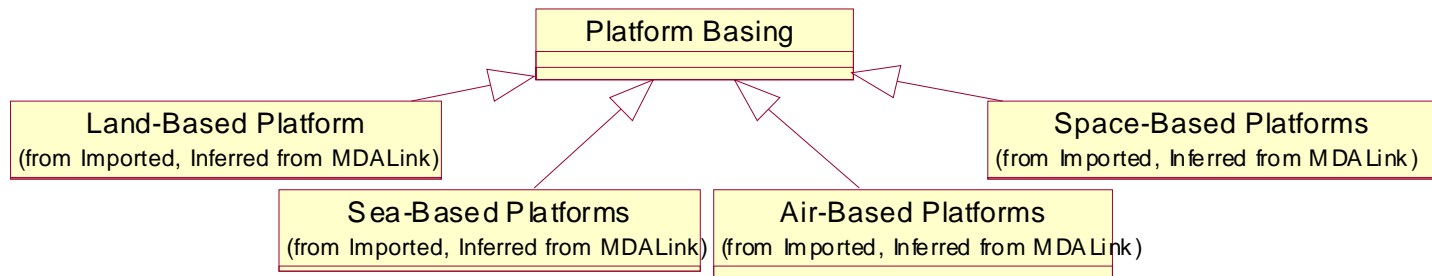 Platform Basing
Land-Based Platform
(from Imported, Inferred from MDALink)
Space-Based Platforms
(from Imported, Inferred from MDALink)
Sea-Based Platforms
(from Imported, Inferred from MDALink)
Air-Based Platforms
(from Imported, Inferred from MDALink)